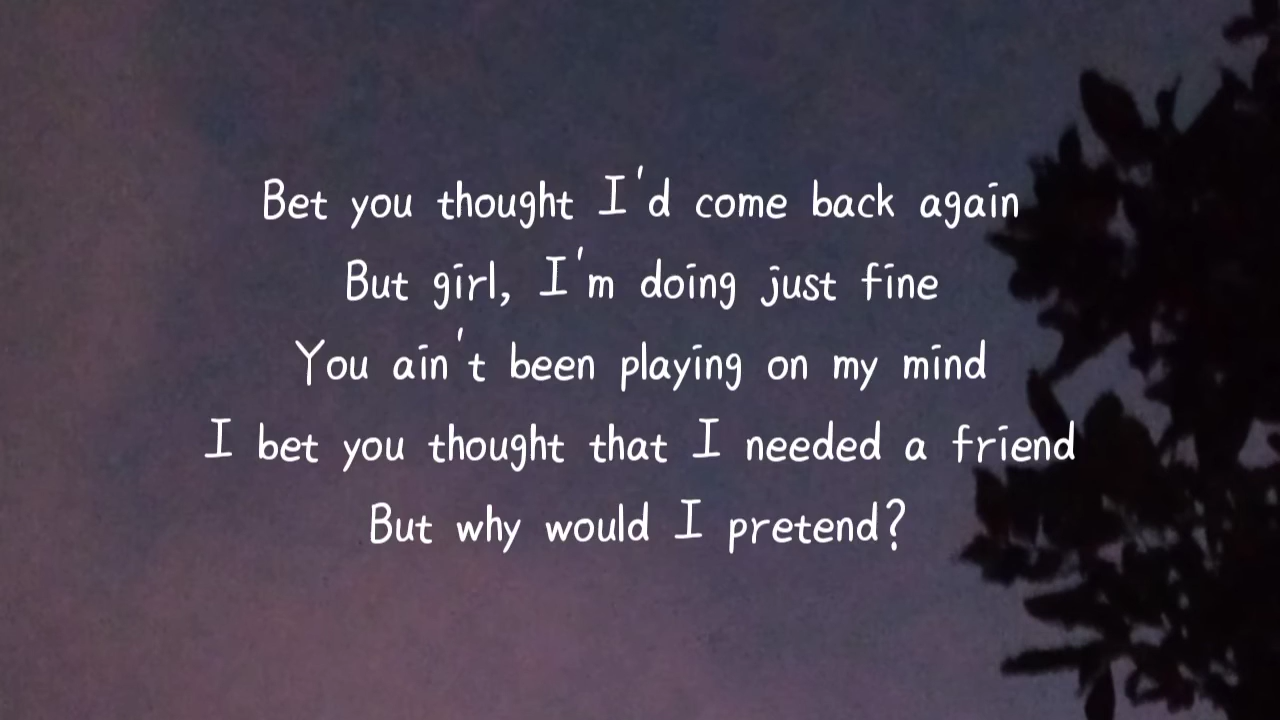 Bet you thought I'd come back again
But girl, I'm doing just fine
You ain't been playing on my mind
I bet you thought that I needed a friend
But why would I pretend?